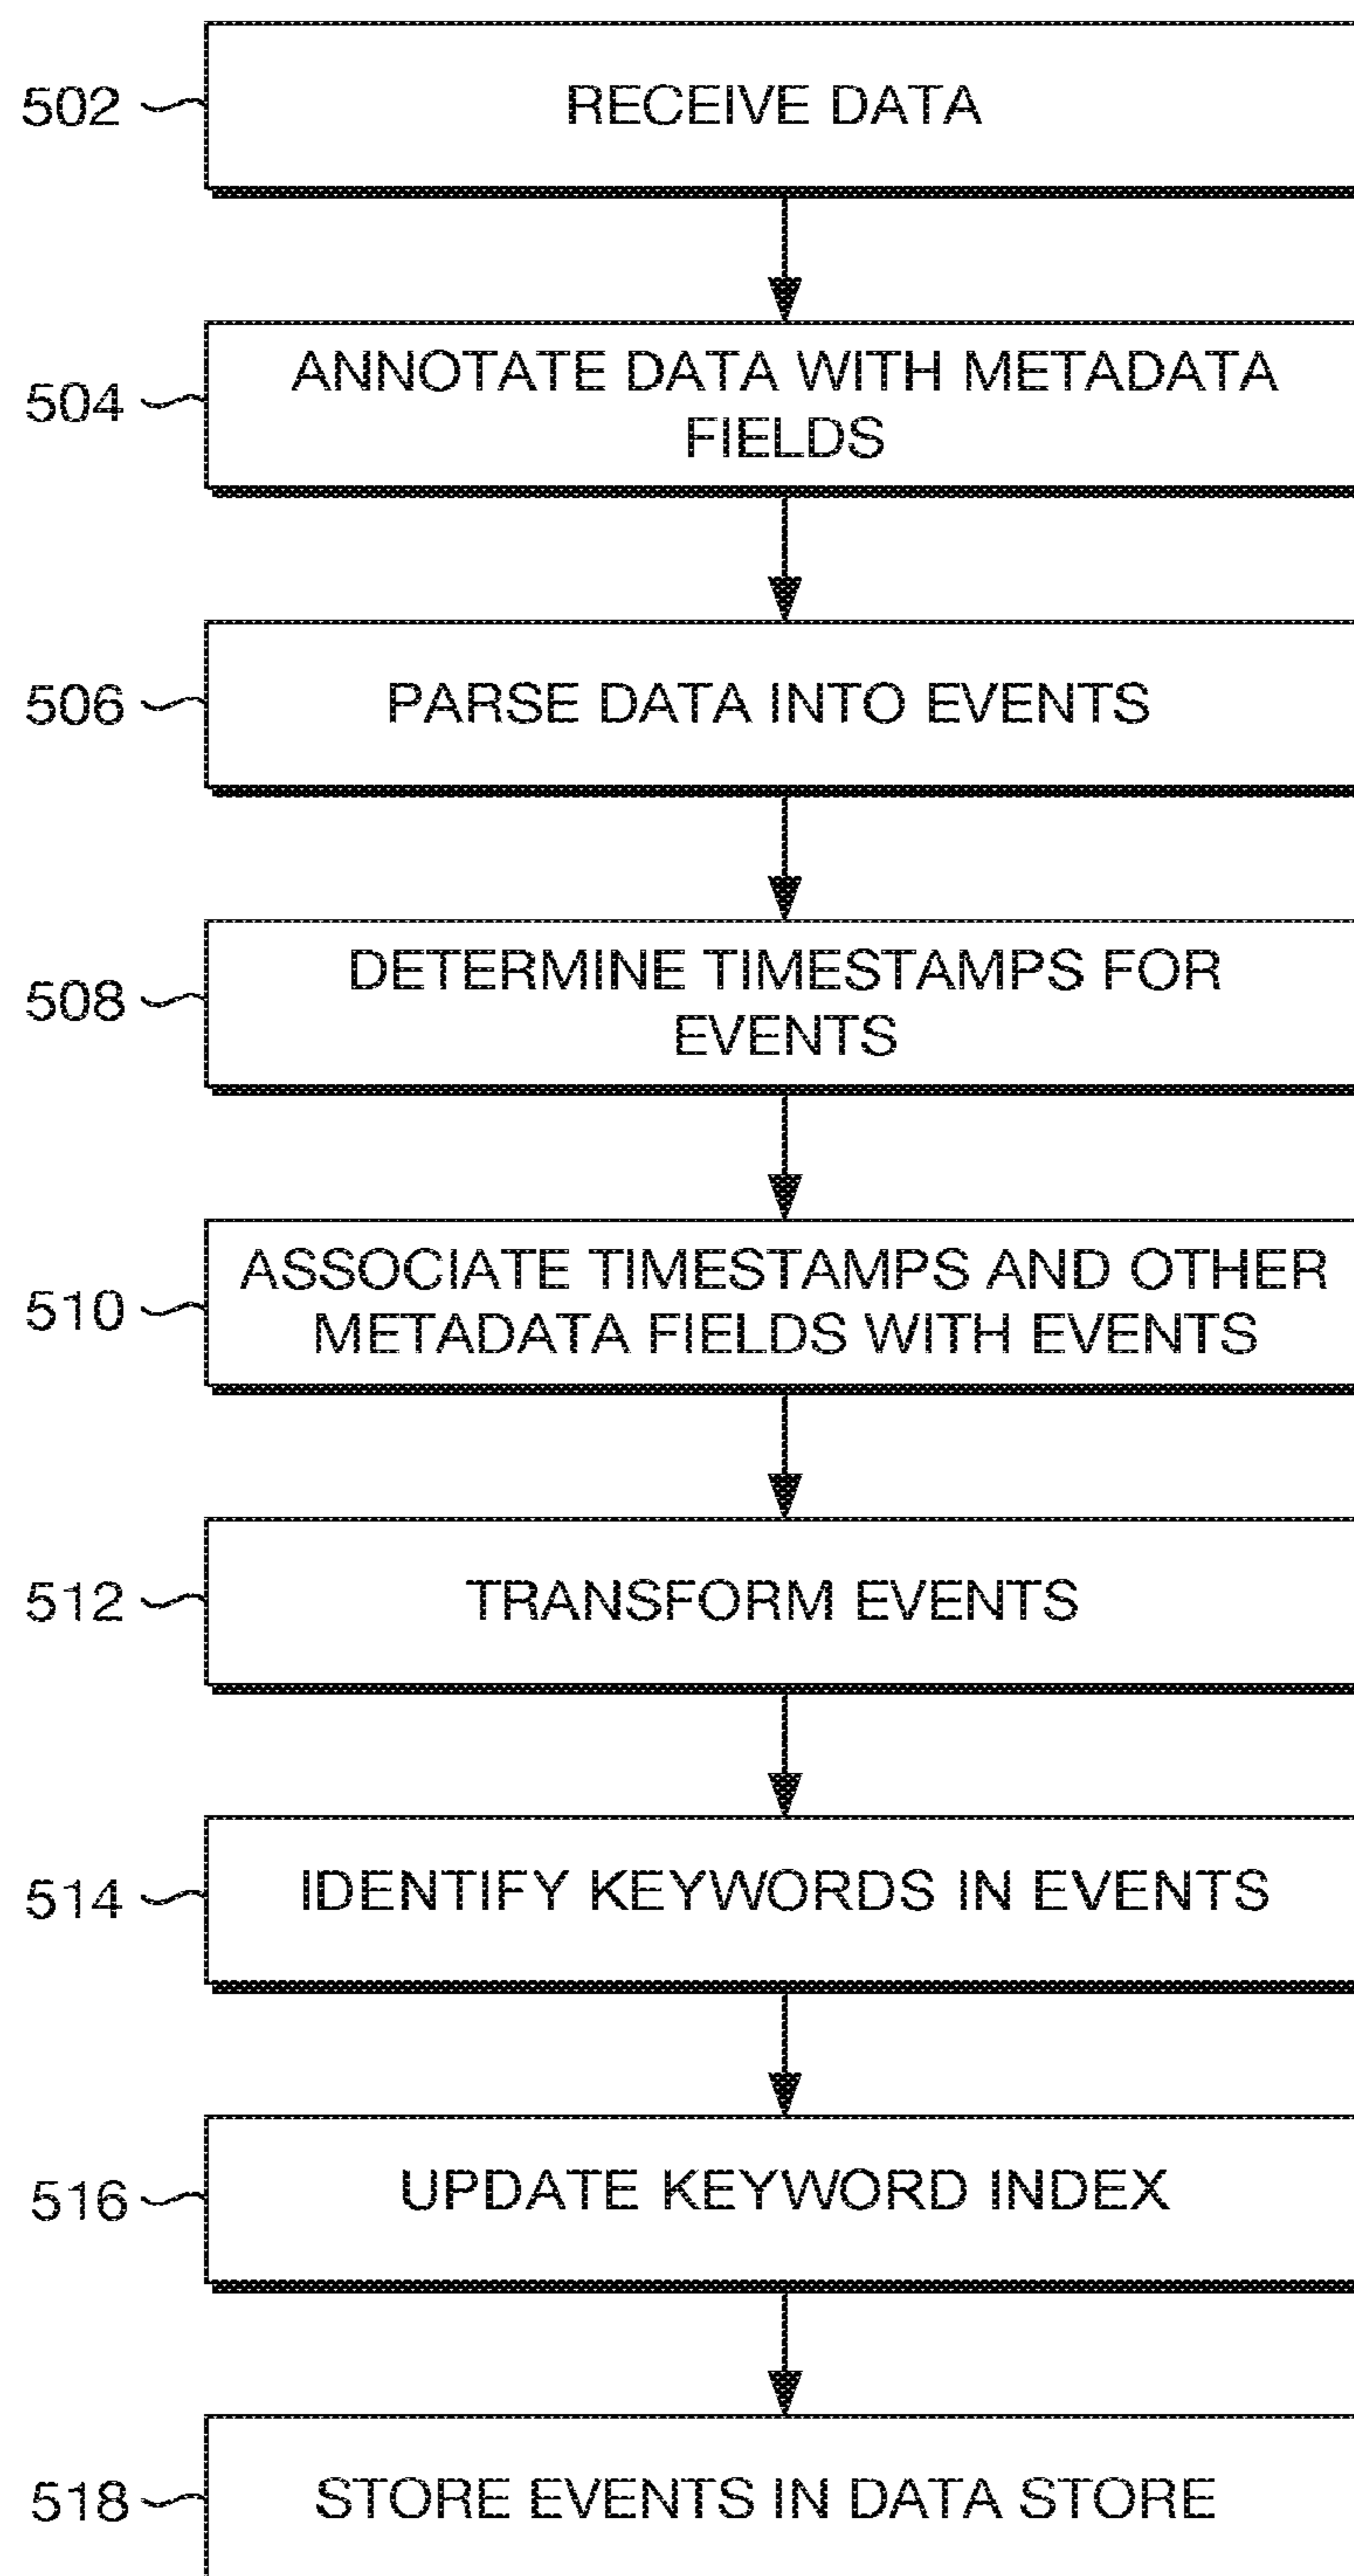 502
RECEIVE DATA
504
ANNOTATE DATA WITH METADATA
FIELDS
506
PARSE DATA INTO EVENTS
508
DETERMINE TIMESTAMPS FOR
EVENTS
510
ASSOCIATE TIMESTAMPS AND OTHER
METADATA FIELDS WITH EVENTS
512
TRANSFORM EVENTS
514
IDENTIFY KEYWORDS IN EVENTS
516
UPDATE KEYWORD INDEX
518
STORE EVENTS IN DATA STORE